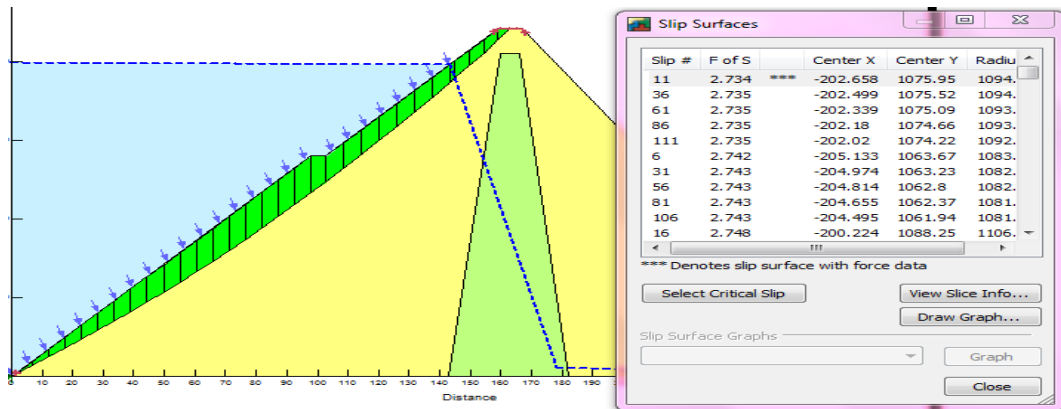 Slip Surfaces
Slip # F of S Center X Center Y Radiu
11 2.734 *** -202.658 1075.95 1094.
36 2.735 -202.499 1075.52 1094.
61 2.735 -202.339 1075.09 1093.
86 2.735 -202.18 1074.66 1093.
111 2.735 -202.02 1074.22 1092.
6 2.742 -205.133 1063.67 1083.
31 2.743 -204.974 1063.23 1082.
56 2.743 -204.814 1062.8 1082.
81 2.743 -204.655 1062.37 1081.
106 2.743 -204.495 1061.94 1081.
16 2.748 -200.224 1088.25 1106.
*** Denotes slip surface with force data
Select Critical Slip View Slice Info...
Draw Graph...
Slip Surface Graphs
Graph
Close
0 10 20 30 40 50 60 70 80 90 100 110 120 130 140 150 160 170 180
Distance